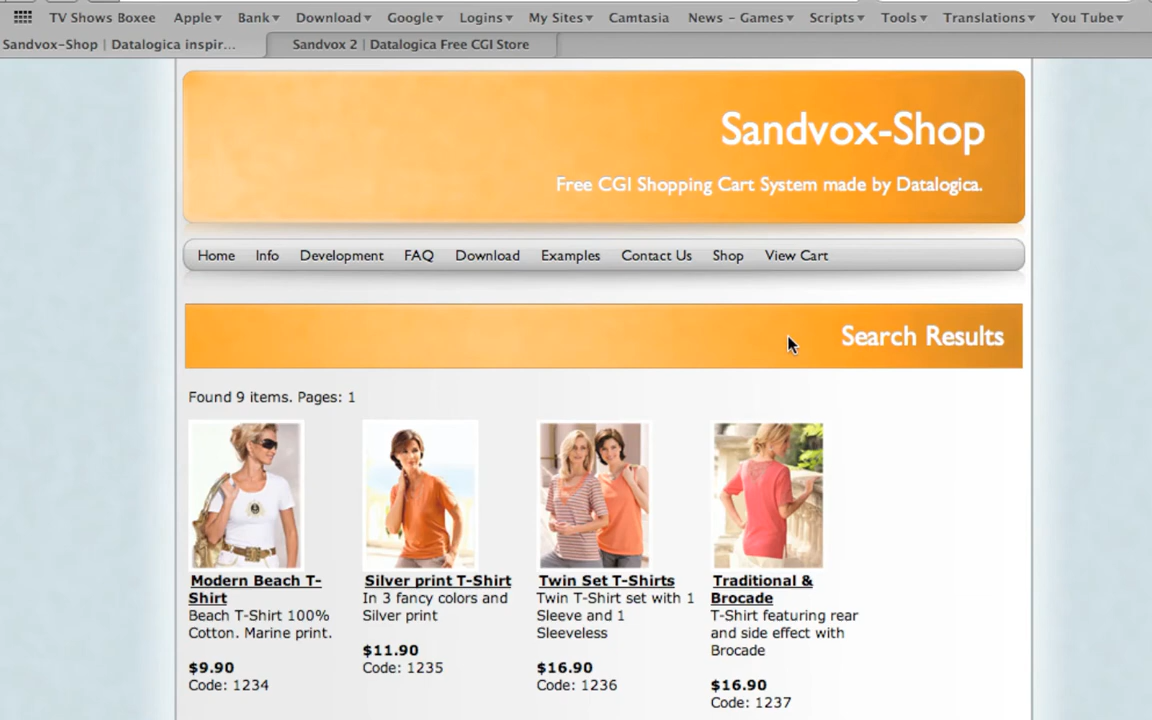 TV Shows Boxee Apple▾ Bank▾ Download▾ Google▾ Logins▾ My Sites▾ Camtasia News – Games▾ Scripts▾ Tools▾ Translations▾ You Tube▾
Sandvox-Shop | Datalogica inspir... Sandvox 2 | Datalogica Free CGI Store
Sandvox-Shop
Free CGI Shopping Cart System made by Datalogica.
Home Info Development FAQ Download Examples Contact Us Shop View Cart
Search Results
Found 9 items. Pages: 1
Modern Beach T-
Shirt
Beach T-Shirt 100%
Cotton. Marine print.
$9.90
Code: 1234
Silver print T-Shirt
In 3 fancy colors and
Silver print
$11.90
Code: 1235
Twin Set T-Shirts
Twin T-Shirt set with 1
Sleeve and 1
Sleeveless
$16.90
Code: 1236
Traditional &
Brocade
T-Shirt featuring rear
and side effect with
Brocade
$16.90
Code: 1237